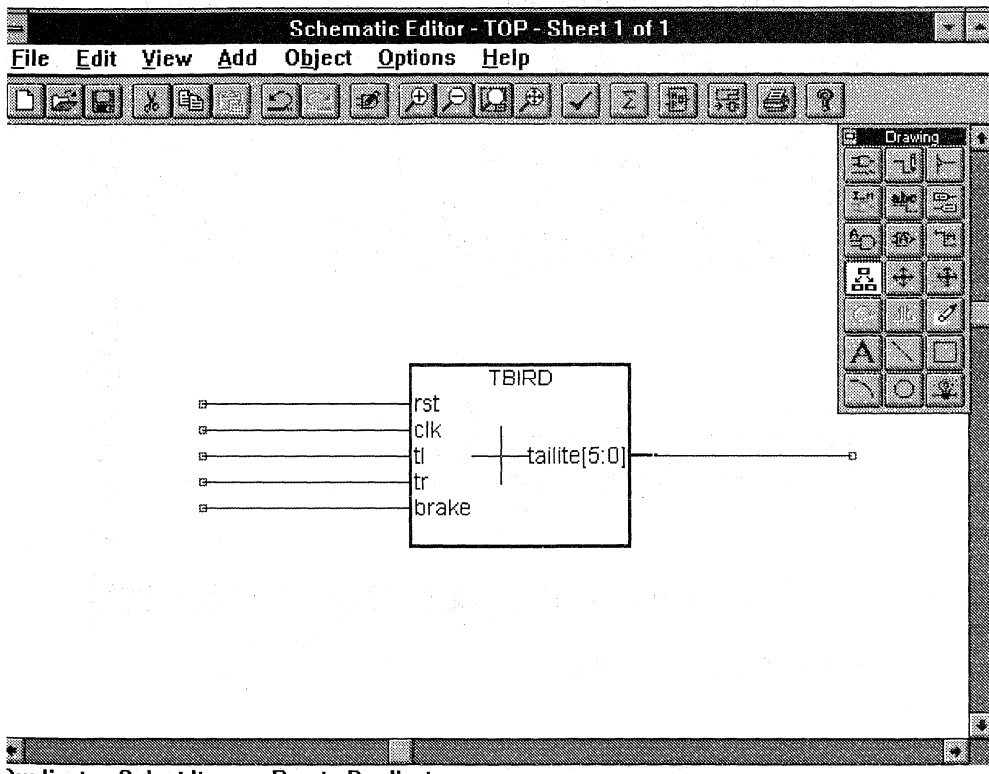 Schematic Editor - TOP - Sheet 1 of 1
File Edit View Add Object Options Help
Drawing
abc
A
TBIRD
rst
clk
tl
tailite[5:0]
tr
brake